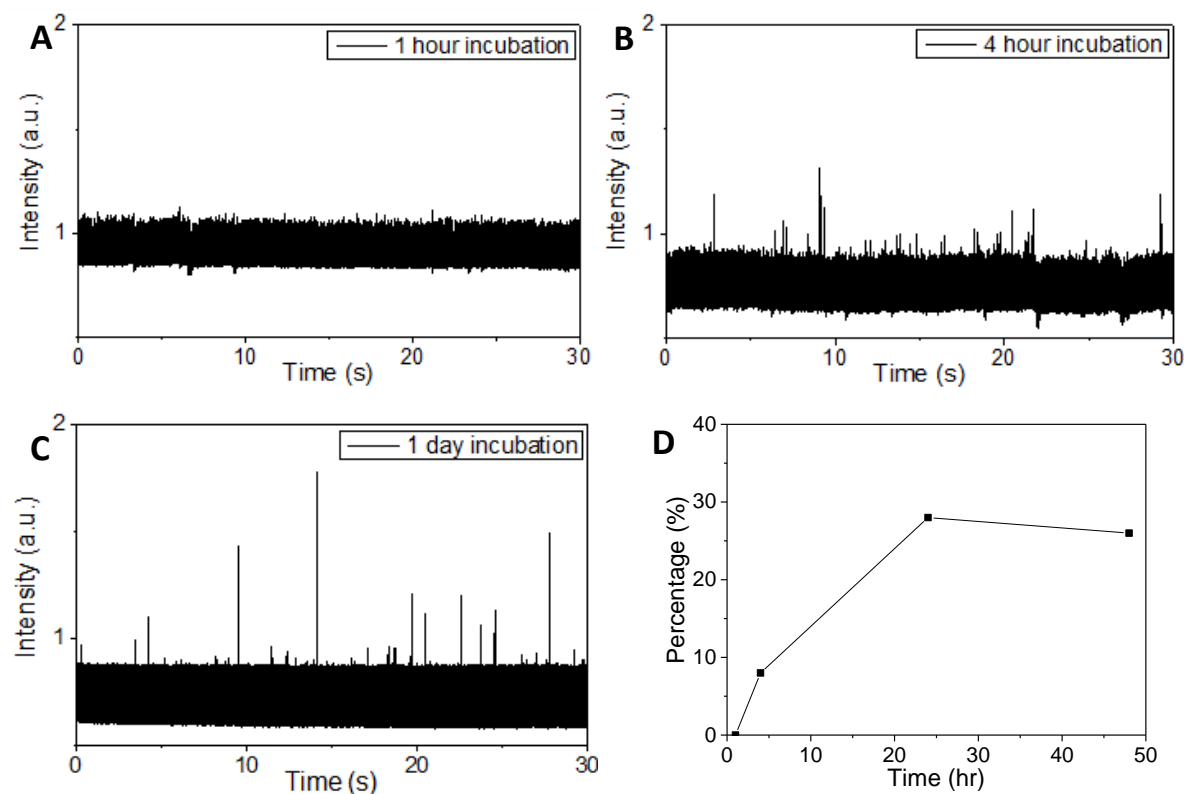 A
2
1 hour incubation
Intensity (a.u.)
1
0
10
20
30
Time (s)
B
2
4 hour incubation
Intensity (a.u.)
1
0
10
20
30
Time (s)
C
2
1 day incubation
Intensity (a.u.)
1
0
10
20
30
Time (s)
D
40
30
20
10
0
Percentage (%)
0
10
20
30
40
50
Time (hr)